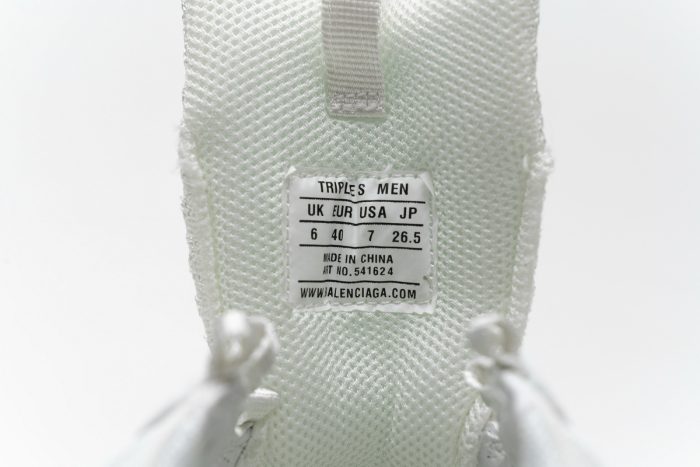 TRIPLE S MEN
UK EUR USA JP
6 40 7 26.5
MADE IN CHINA
ART NO.541624
WWW.BALENCIAGA.COM